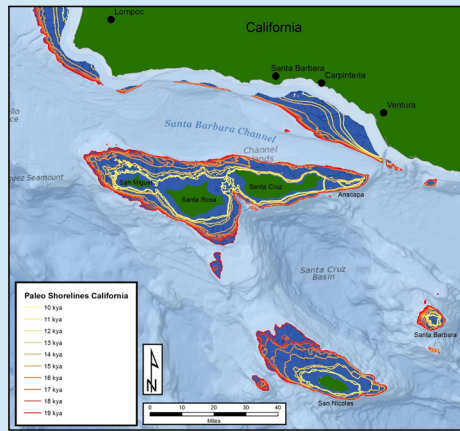 Lompoc
California
Santa Barbara
Carpinteria
Ventura
Santa Barbara Channel
Channel
Islands
San Miguel
Santa Rosa
Santa Cruz
Anacapa
Seamount
Santa Cruz
Basin
Santa Barbara
San Nicolas
Paleo Shorelines California
10 kya
11 kya
12 kya
13 kya
14 kya
15 kya
16 kya
17 kya
18 kya
19 kya
N
0 10 20 30 40
Miles